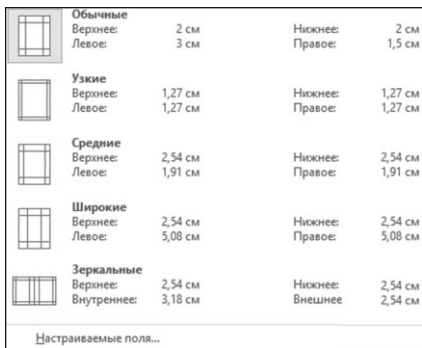 Обычные
Верхнее: 2 см Нижнее: 2 см
Левое: 3 см Правое: 1,5 см
Узкие
Верхнее: 1,27 см Нижнее: 1,27 см
Левое: 1,27 см Правое: 1,27 см
Средние
Верхнее: 2,54 см Нижнее: 2,54 см
Левое: 1,91 см Правое: 1,91 см
Широкие
Верхнее: 2,54 см Нижнее: 2,54 см
Левое: 5,08 см Правое: 5,08 см
Зеркальные
Верхнее: 2,54 см Нижнее: 2,54 см
Внутреннее: 3,18 см Внешнее 2,54 см
Настраиваемые поля...